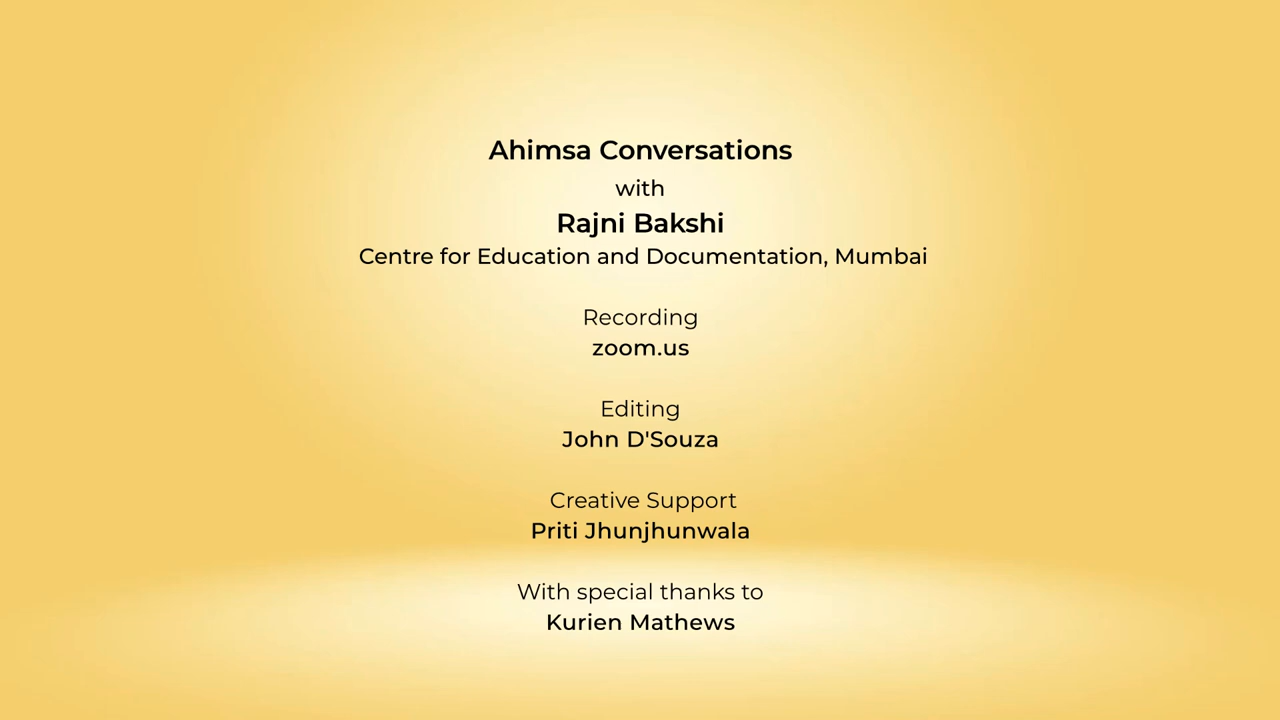 Ahimsa Conversations
with
Rajni Bakshi
Centre for Education and Documentation, Mumbai
Recording
zoom.us
Editing
John D'Souza
Creative Support
Priti Jhunjhunwala
With special thanks to
Kurien Mathews